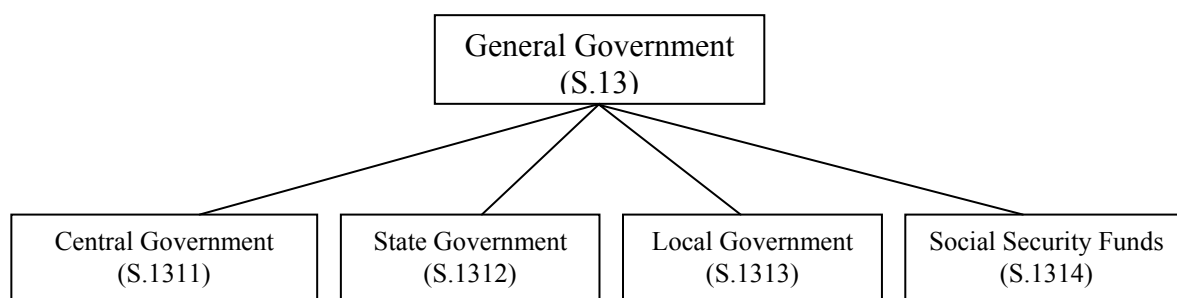 General Government
(S.13)
Central Government
(S.1311)
State Government
(S.1312)
Local Government
(S.1313)
Social Security Funds
(S.1314)